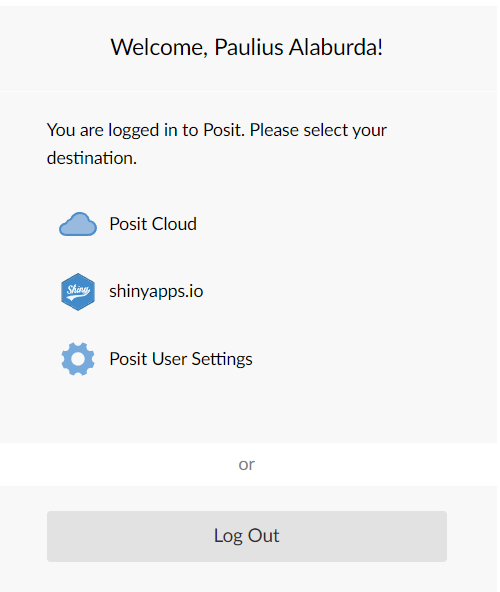 Welcome, Paulius Alaburda!
You are logged in to Posit. Please select your
destination.
Posit Cloud
Shiny
shinyapps.io
Posit User Settings
or
Log Out